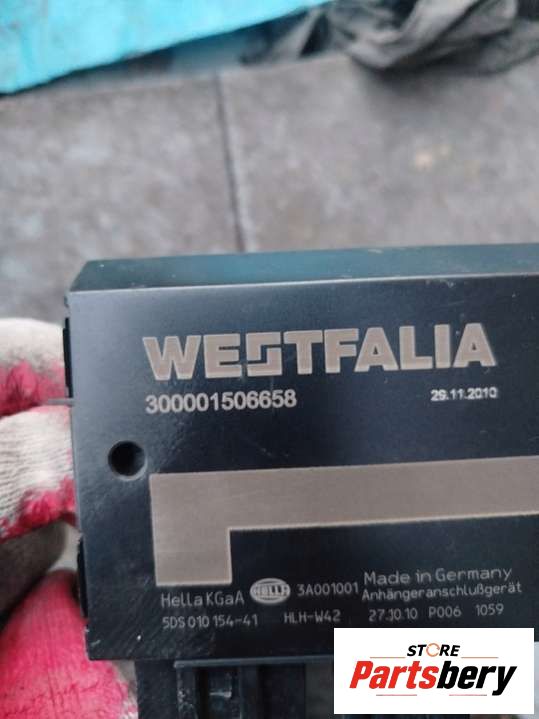 WESTFALIA
300001506658 29.11.2010
Hella KGaA HELLA 3A001001 Made in Germany
Anhängeranschlußgerät
5DS 010 154-41 HLH-W42 27.10.10 P006 1059
STORE
Partsbery